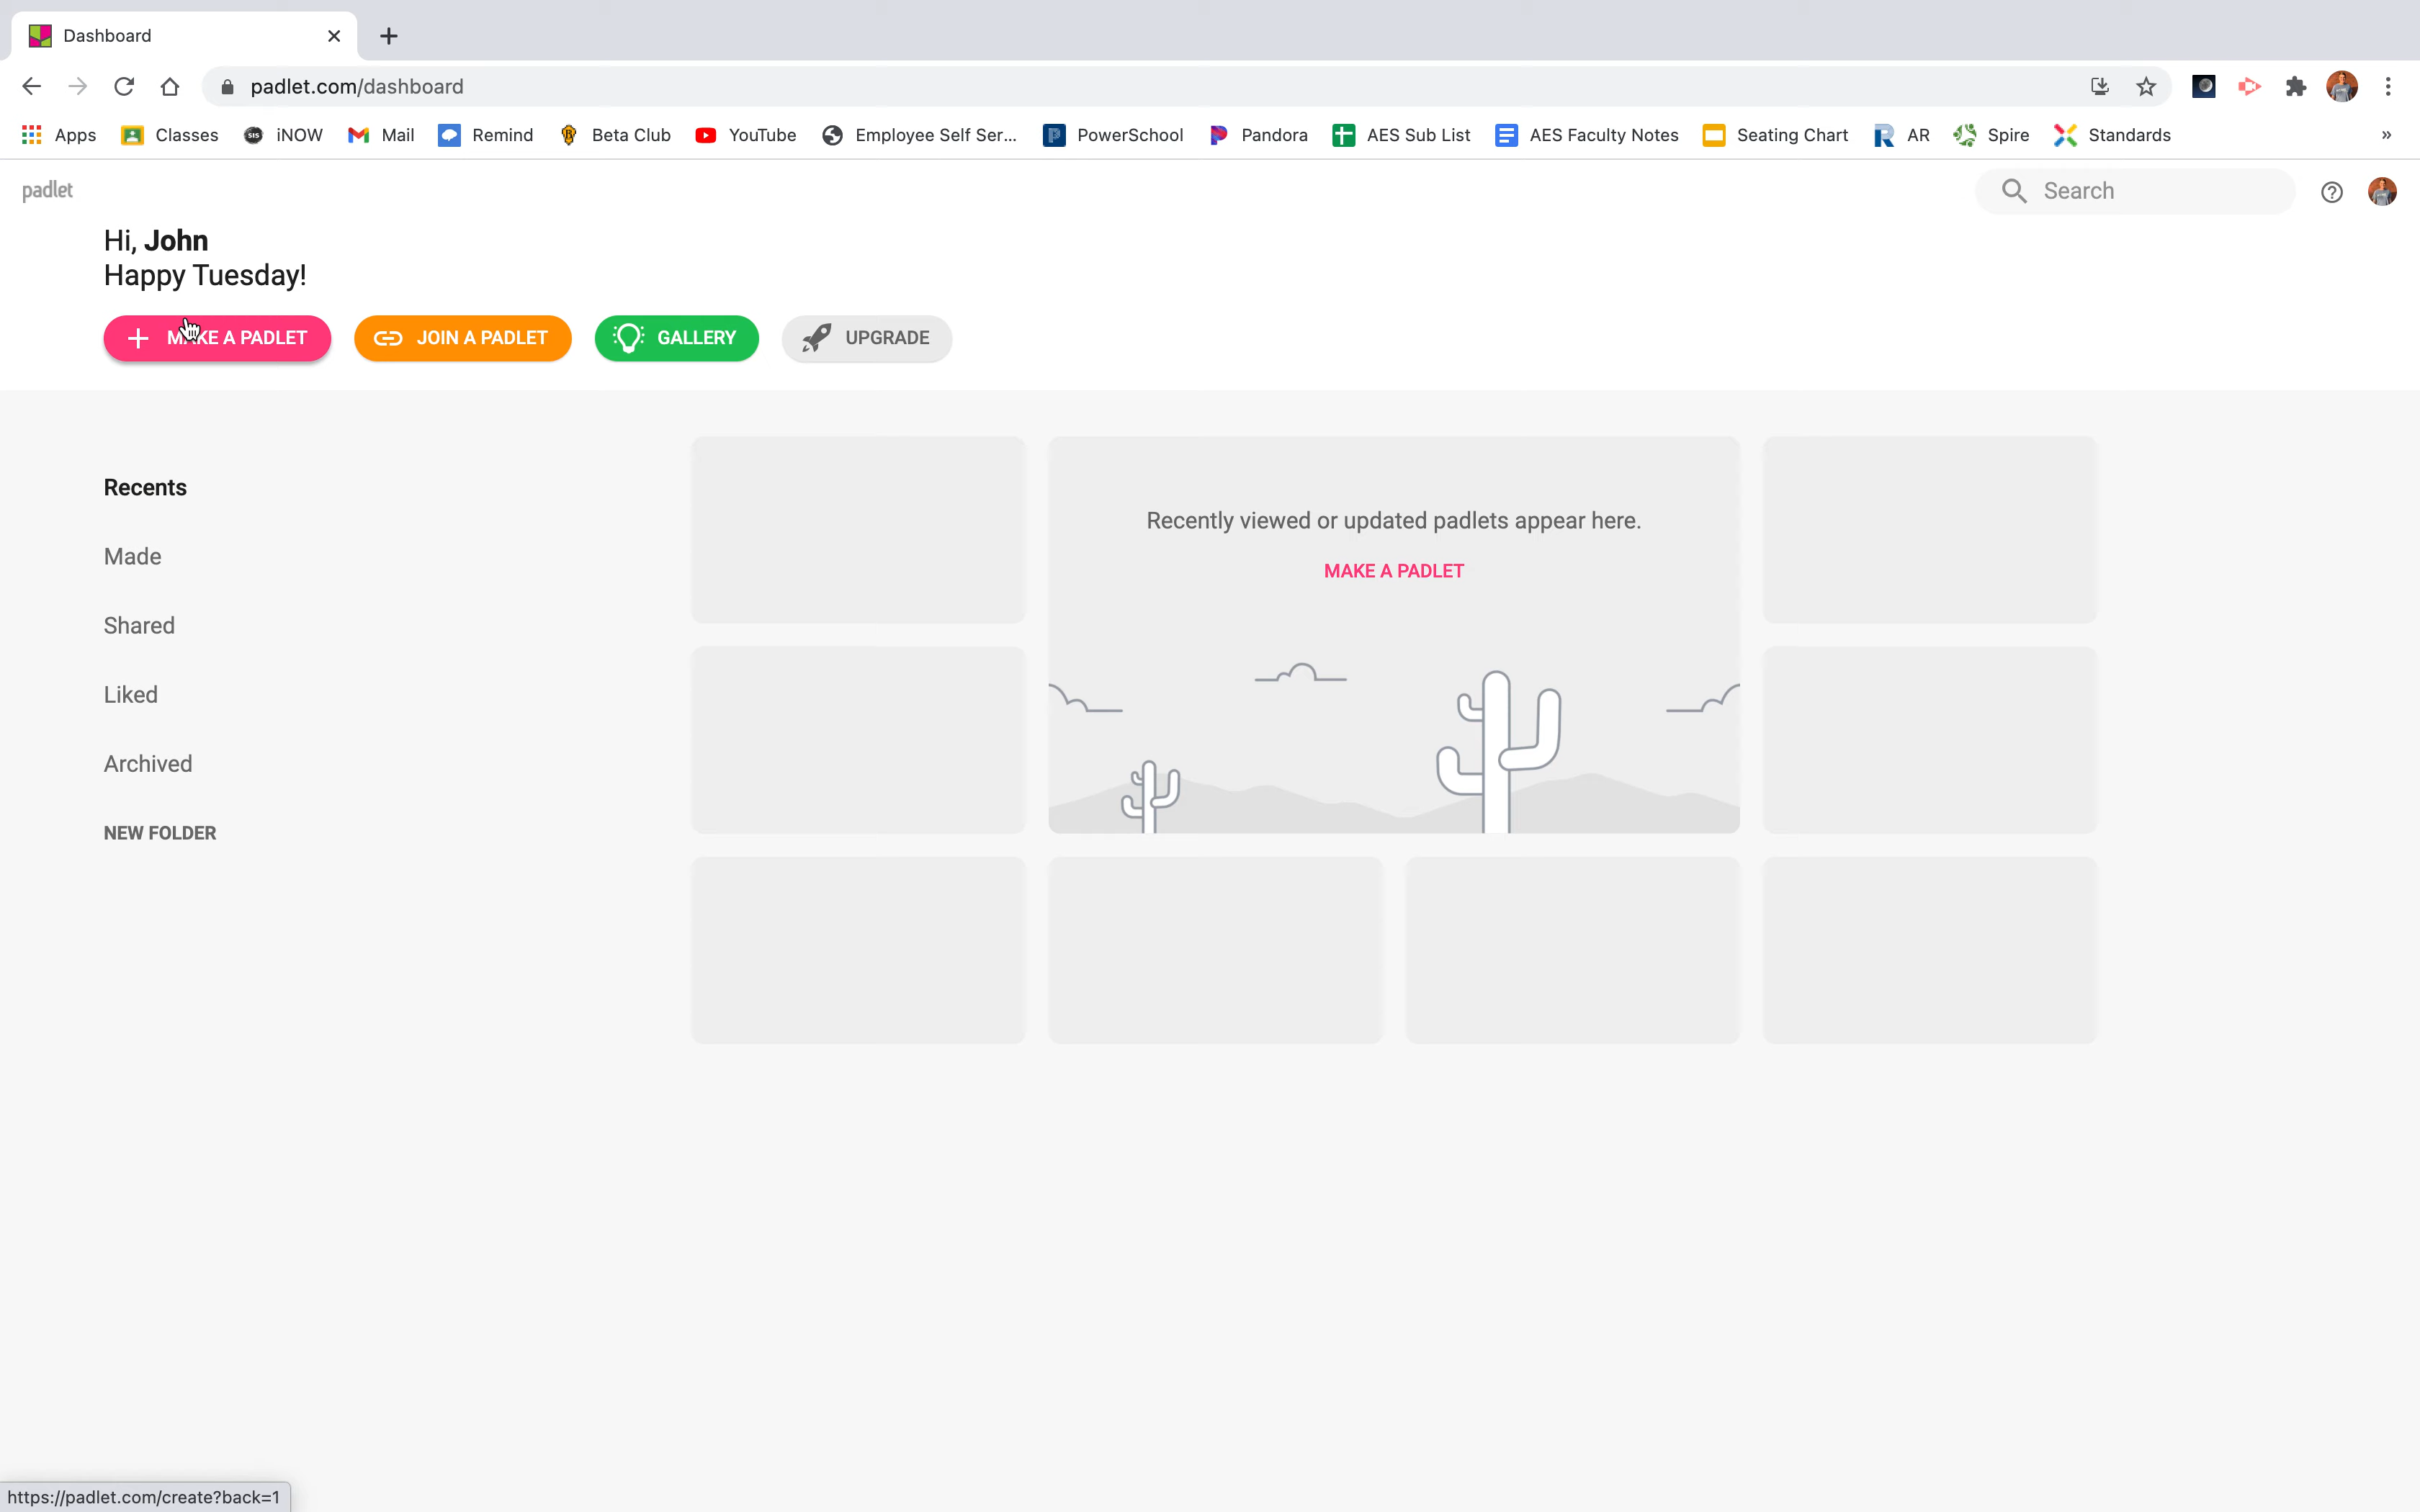 Dashboard
padlet.com/dashboard
Apps Classes iNOW Mail Remind Beta Club YouTube Employee Self Ser... PowerSchool Pandora AES Sub List AES Faculty Notes Seating Chart AR Spire Standards »
padlet
Search
Hi, John
Happy Tuesday!
MAKE A PADLET JOIN A PADLET GALLERY UPGRADE
Recents
Made
Shared
Liked
Archived
NEW FOLDER
Recently viewed or updated padlets appear here.
MAKE A PADLET
https://padlet.com/create?back=1